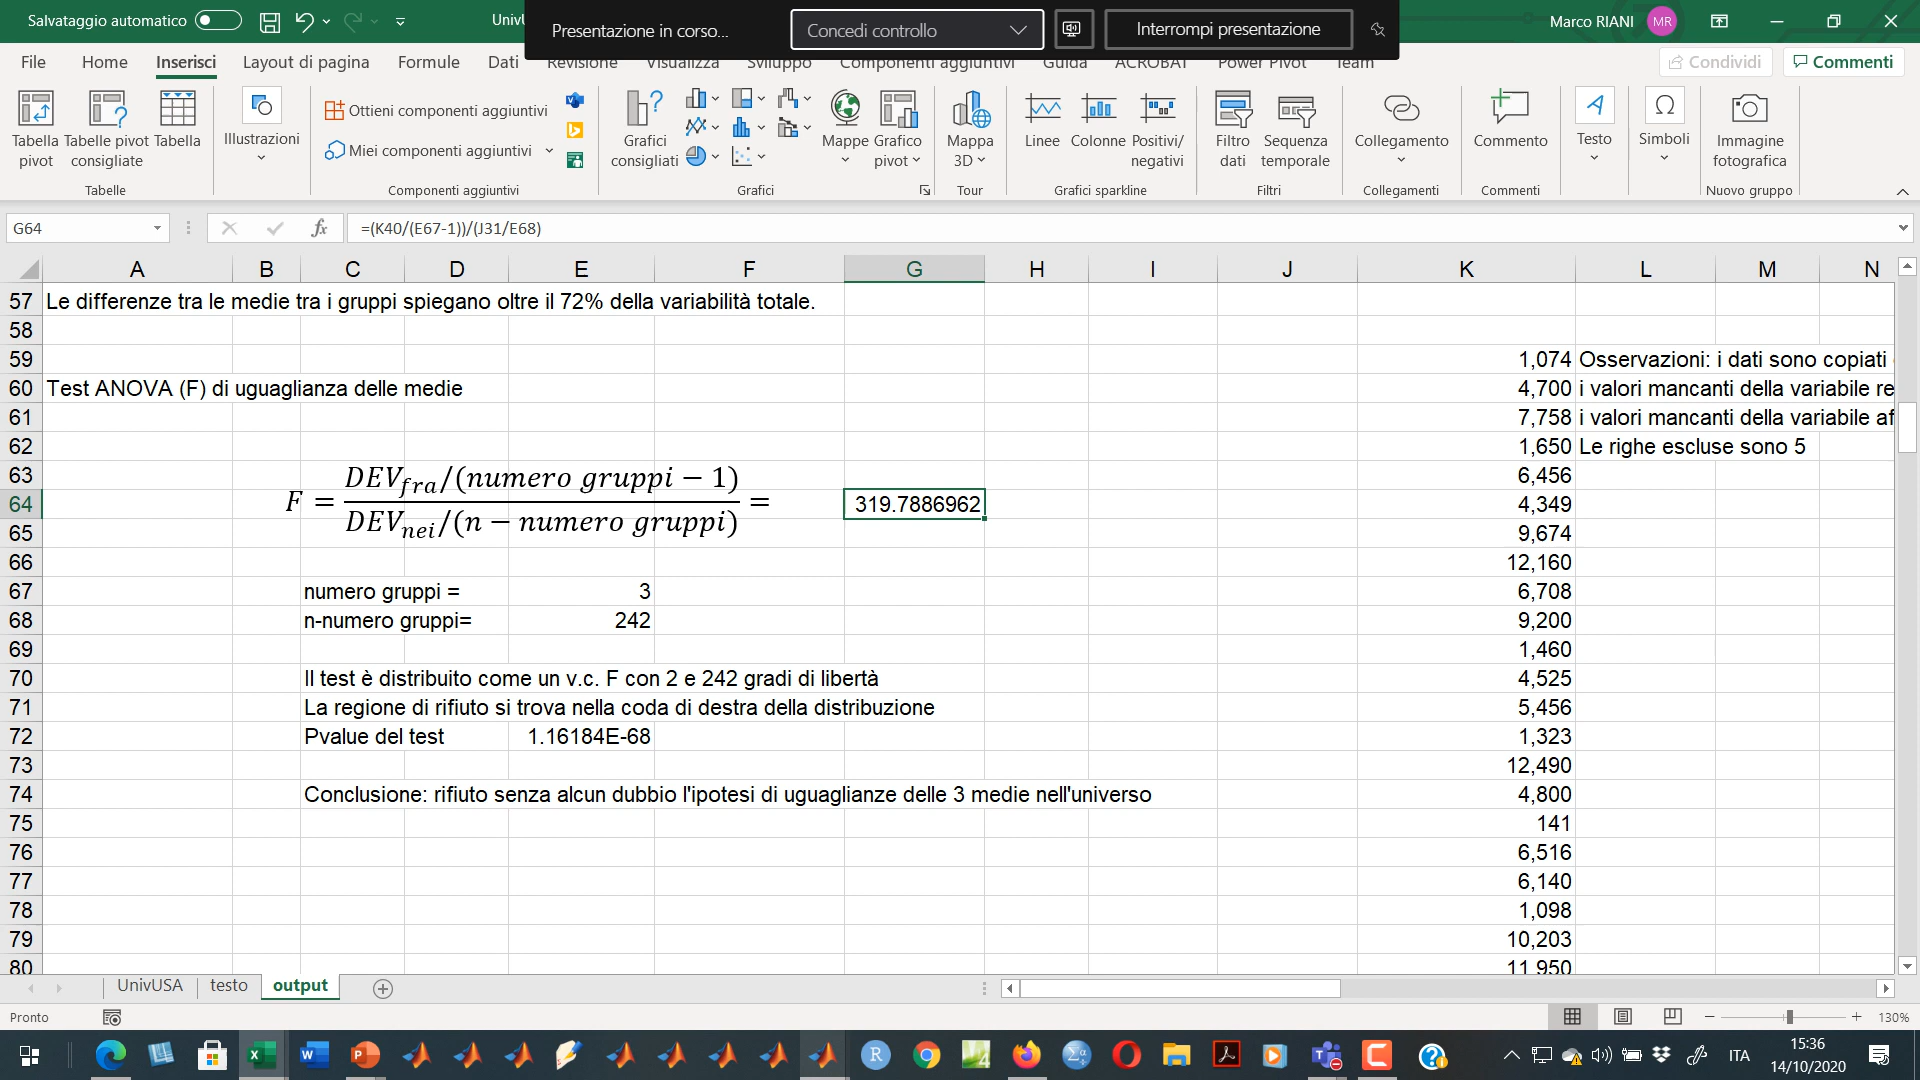 Salvataggio automatico
Presentazione in corso...
Concedi controllo
Interrompi presentazione
Marco RIANI MR
File Home Inserisci Layout di pagina Formule Dati Revisione Visualizza Sviluppo Componenti aggiuntivi Guida ACROBAT Power Pivot Team Condividi Commenti
Tabella pivot
Tabelle pivot consigliate
Tabella
Tabelle
Illustrazioni
Ottieni componenti aggiuntivi
Miei componenti aggiuntivi
Componenti aggiuntivi
Grafici consigliati
Mappe
Grafico pivot
Grafici
Mappa 3D
Tour
Linee
Colonne
Positivi/ negativi
Grafici sparkline
Filtro dati
Sequenza temporale
Filtri
Collegamento
Collegamenti
Commento
Commenti
Testo
Simboli
Immagine fotografica
Nuovo gruppo
G64 fx =(K40/(E67-1))/(J31/E68)
A B C D E F G H I J K L M N
57 Le differenze tra le medie tra i gruppi spiegano oltre il 72% della variabilità totale.
58
59 1,074 Osservazioni: i dati sono copiati
60 Test ANOVA (F) di uguaglianza delle medie 4,700 i valori mancanti della variabile re
61 7,758 i valori mancanti della variabile af
62 1,650 Le righe escluse sono 5
63 6,456
F = DEVfra/(numero gruppi − 1) / DEVnei/(n − numero gruppi) =
64 319.7886962 4,349
65 9,674
66 12,160
67 numero gruppi = 3 6,708
68 n-numero gruppi= 242 9,200
69 1,460
70 Il test è distribuito come un v.c. F con 2 e 242 gradi di libertà 4,525
71 La regione di rifiuto si trova nella coda di destra della distribuzione 5,456
72 Pvalue del test 1.16184E-68 1,323
73 12,490
74 Conclusione: rifiuto senza alcun dubbio l'ipotesi di uguaglianze delle 3 medie nell'universo 4,800
75 141
76 6,516
77 6,140
78 1,098
79 10,203
80 11,950
UnivUSA testo output
Pronto
130%
ITA
15:36
14/10/2020